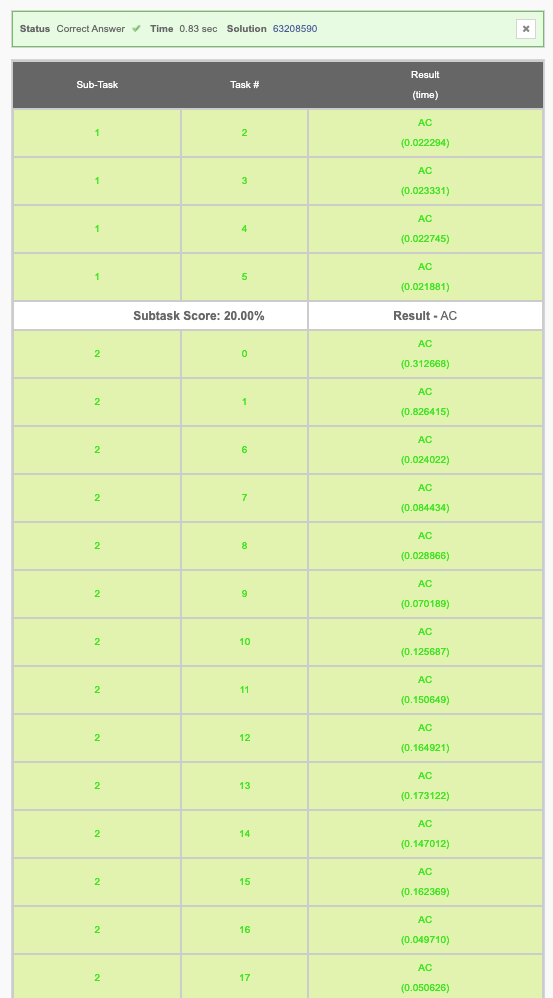 Status Correct Answer ✔ Time 0.83 sec Solution 63208590 ✖
Sub-Task Task # Result
(time)
1 2 AC
(0.022294)
1 3 AC
(0.023331)
1 4 AC
(0.022745)
1 5 AC
(0.021881)
Subtask Score: 20.00% Result - AC
2 0 AC
(0.312668)
2 1 AC
(0.826415)
2 6 AC
(0.024022)
2 7 AC
(0.084434)
2 8 AC
(0.028866)
2 9 AC
(0.070189)
2 10 AC
(0.125687)
2 11 AC
(0.150649)
2 12 AC
(0.164921)
2 13 AC
(0.173122)
2 14 AC
(0.147012)
2 15 AC
(0.162369)
2 16 AC
(0.049710)
2 17 AC
(0.050626)